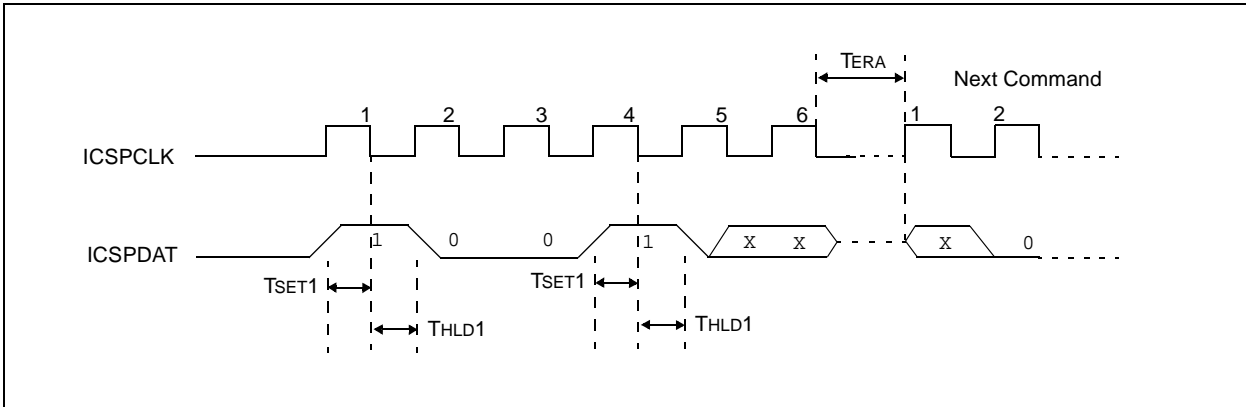 TERA
Next Command
1 2 3 4 5 6 1 2
ICSPCLK
ICSPDAT
1 0 0 1 X X X 0
TSET1 TSET1
THLD1 THLD1